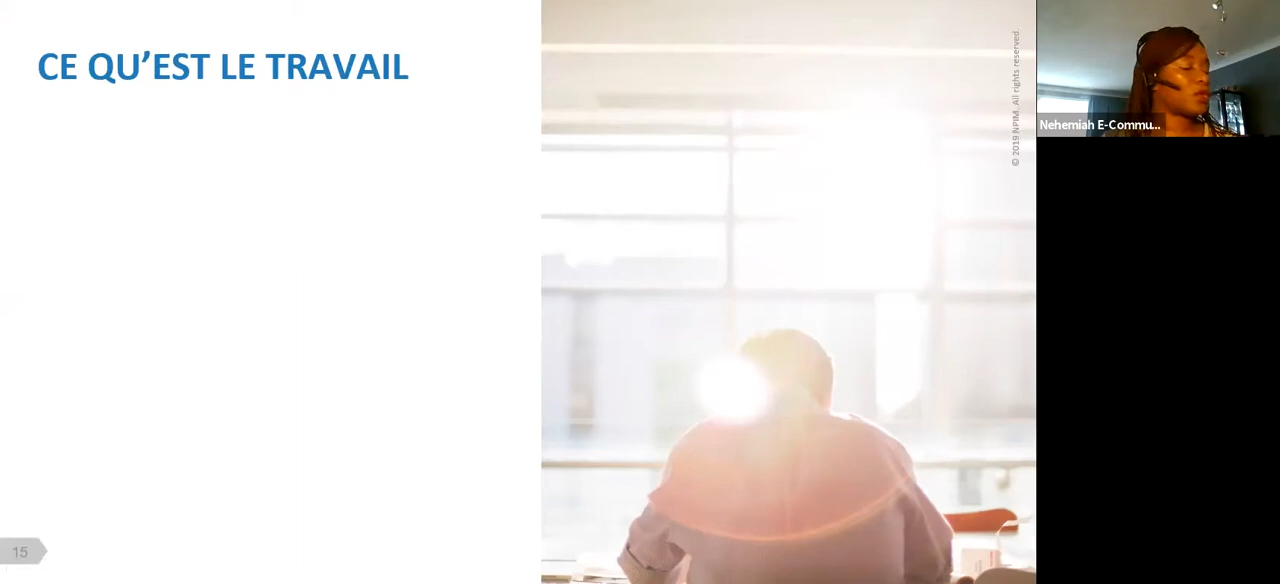 CE QU’EST LE TRAVAIL
© 2019 NPIM. All rights reserved.
Nehemiah E-Commu...
15